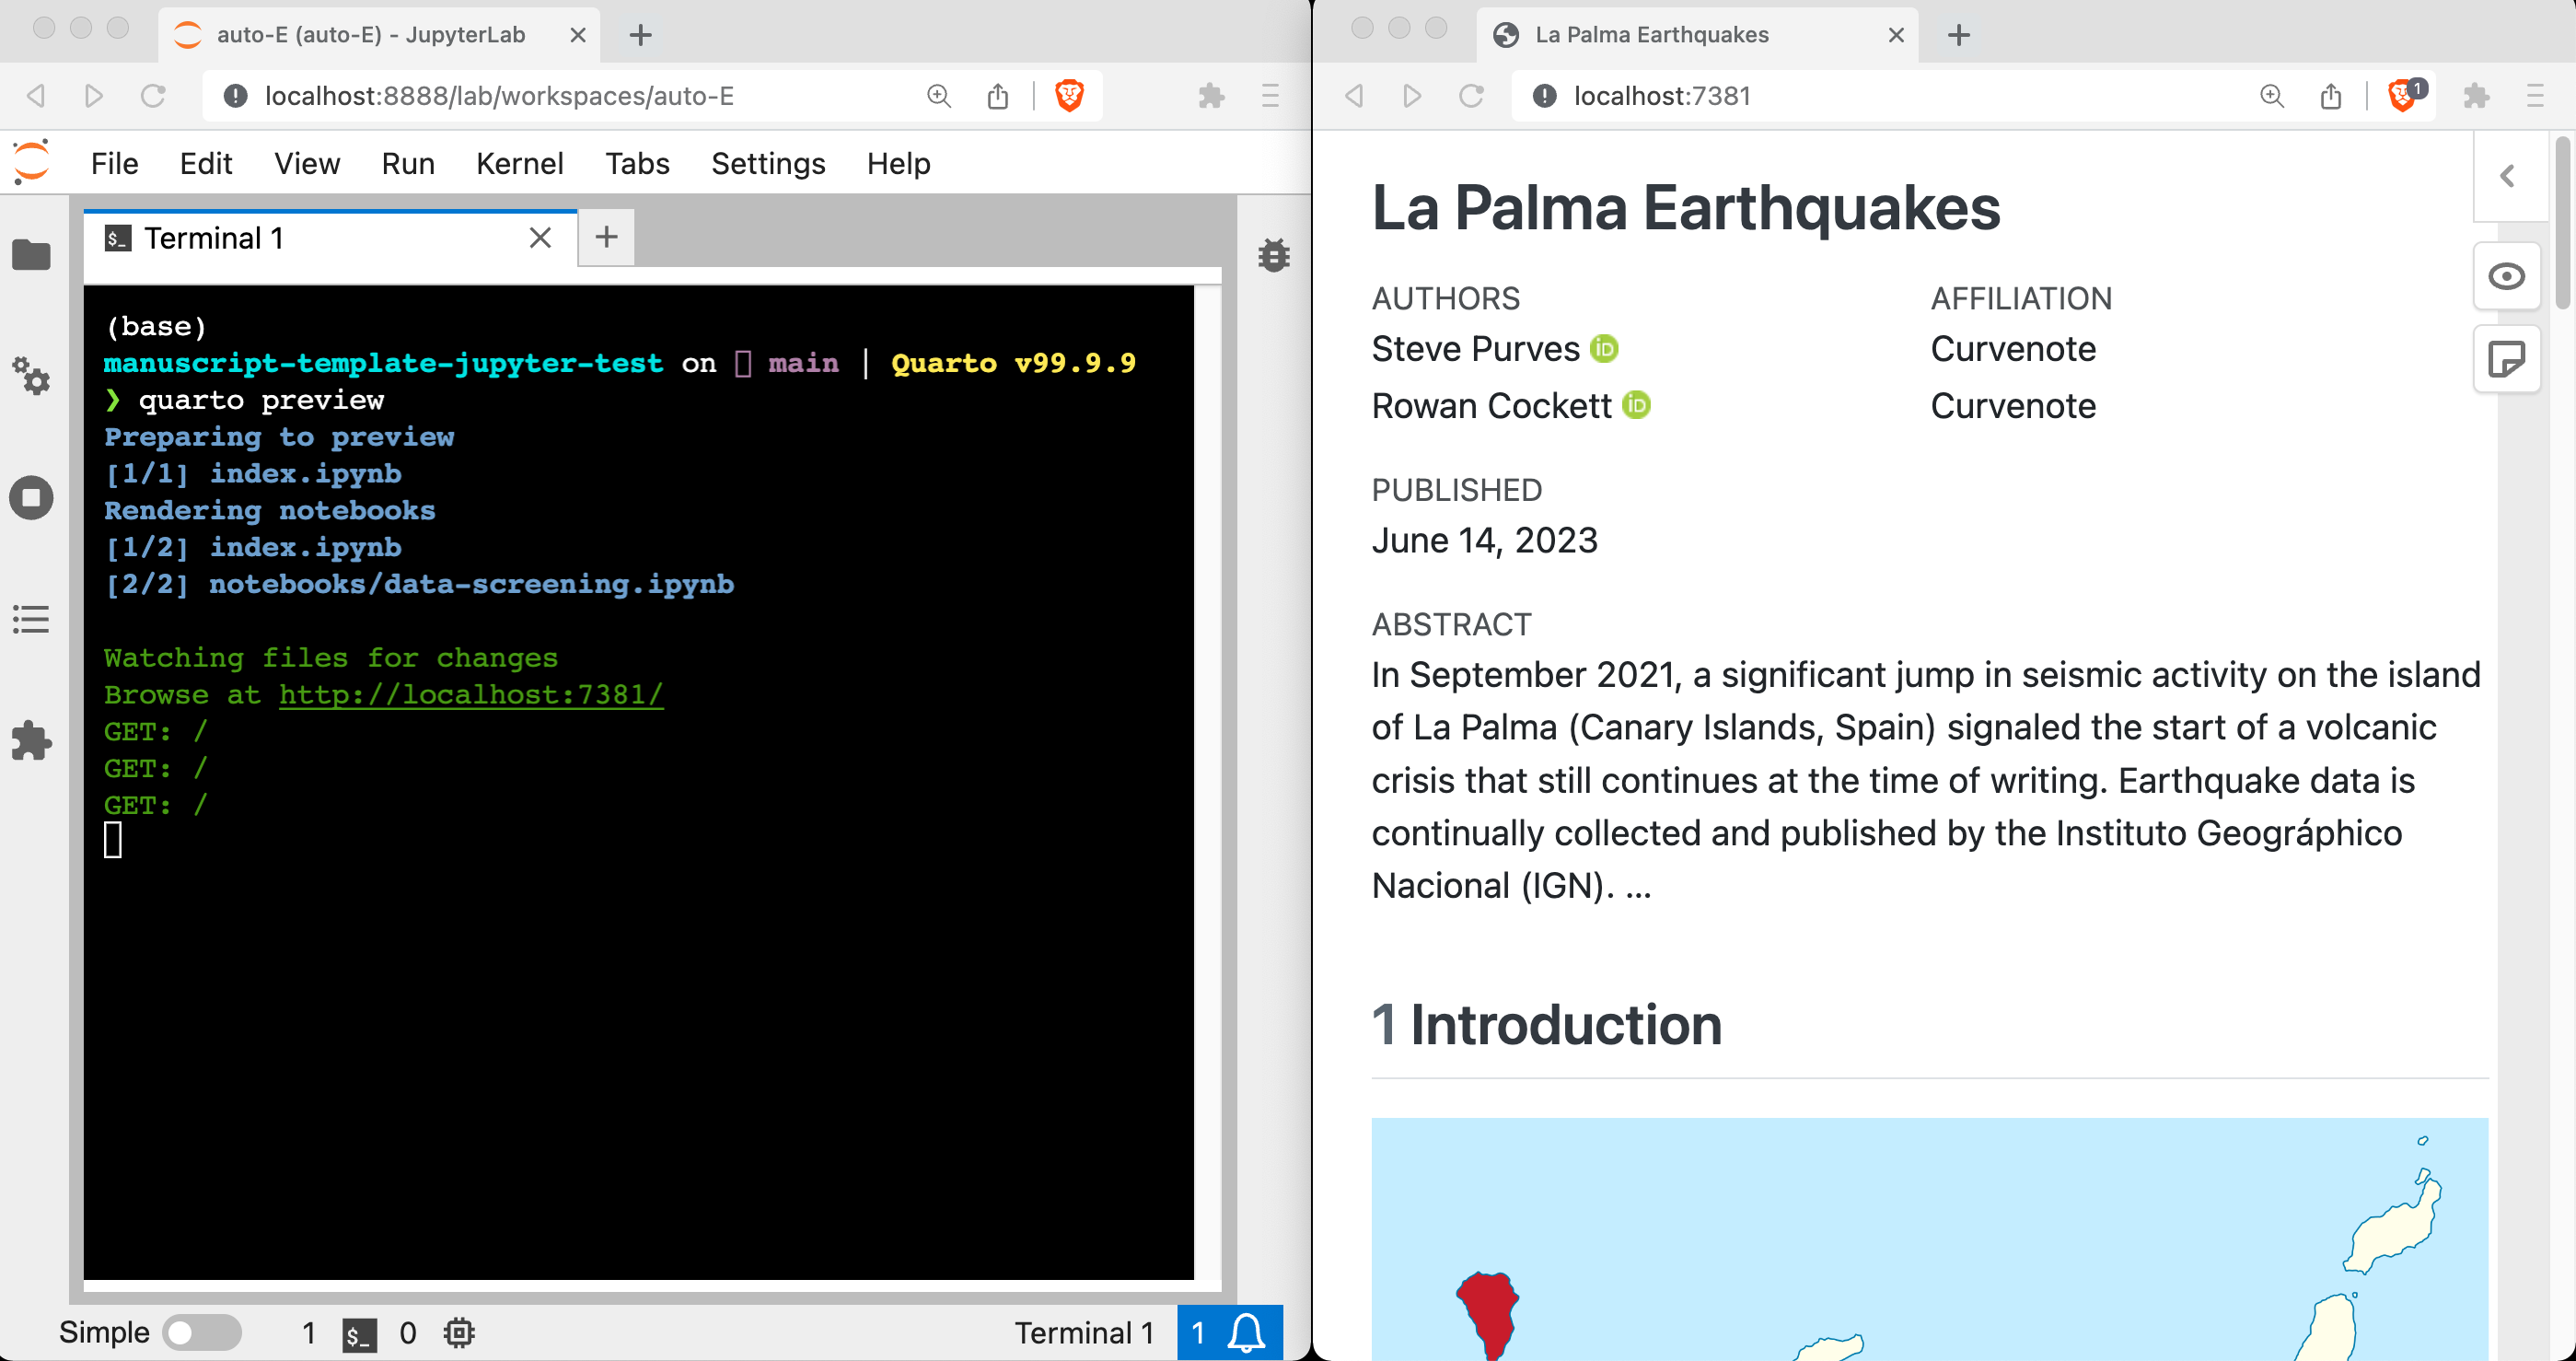 auto-E (auto-E) - JupyterLab
localhost:8888/lab/workspaces/auto-E
File Edit View Run Kernel Tabs Settings Help
$_ Terminal 1
(base)
manuscript-template-jupyter-test on main | Quarto v99.9.9
❯ quarto preview
Preparing to preview
[1/1] index.ipynb
Rendering notebooks
[1/2] index.ipynb
[2/2] notebooks/data-screening.ipynb
Watching files for changes
Browse at http://localhost:7381/
GET: /
GET: /
GET: /
Simple 1 $_ 0 Terminal 1 1
La Palma Earthquakes
localhost:7381 1
La Palma Earthquakes
AUTHORS AFFILIATION
Steve Purves iD Curvenote
Rowan Cockett iD Curvenote
PUBLISHED
June 14, 2023
ABSTRACT
In September 2021, a significant jump in seismic activity on the island
of La Palma (Canary Islands, Spain) signaled the start of a volcanic
crisis that still continues at the time of writing. Earthquake data is
continually collected and published by the Instituto Geográphico
Nacional (IGN). ...
1 Introduction